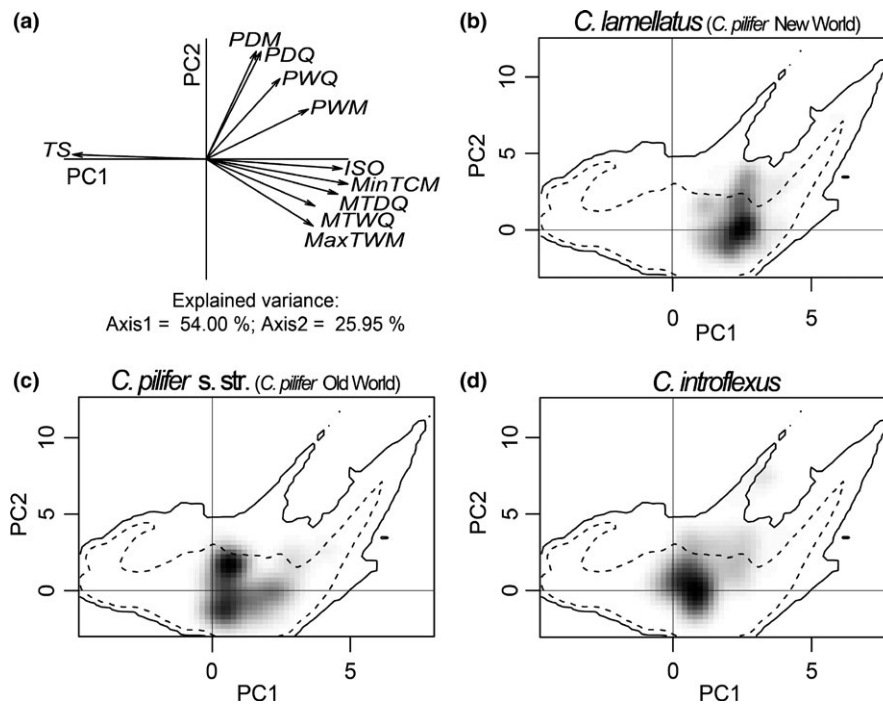 (a)
PC2
PDM
PDQ
PWQ
PWM
TS
PC1
ISO
MinTCM
MTDQ
MTWQ
MaxTWM
Explained variance:
Axis1 = 54.00 %; Axis2 = 25.95 %
(b)
C. lamellatus (C. pilifer New World)
PC2
10
5
0
0
5
PC1
(c)
C. pilifer s. str. (C. pilifer Old World)
PC2
10
5
0
0
5
PC1
(d)
C. introflexus
PC2
10
5
0
0
5
PC1